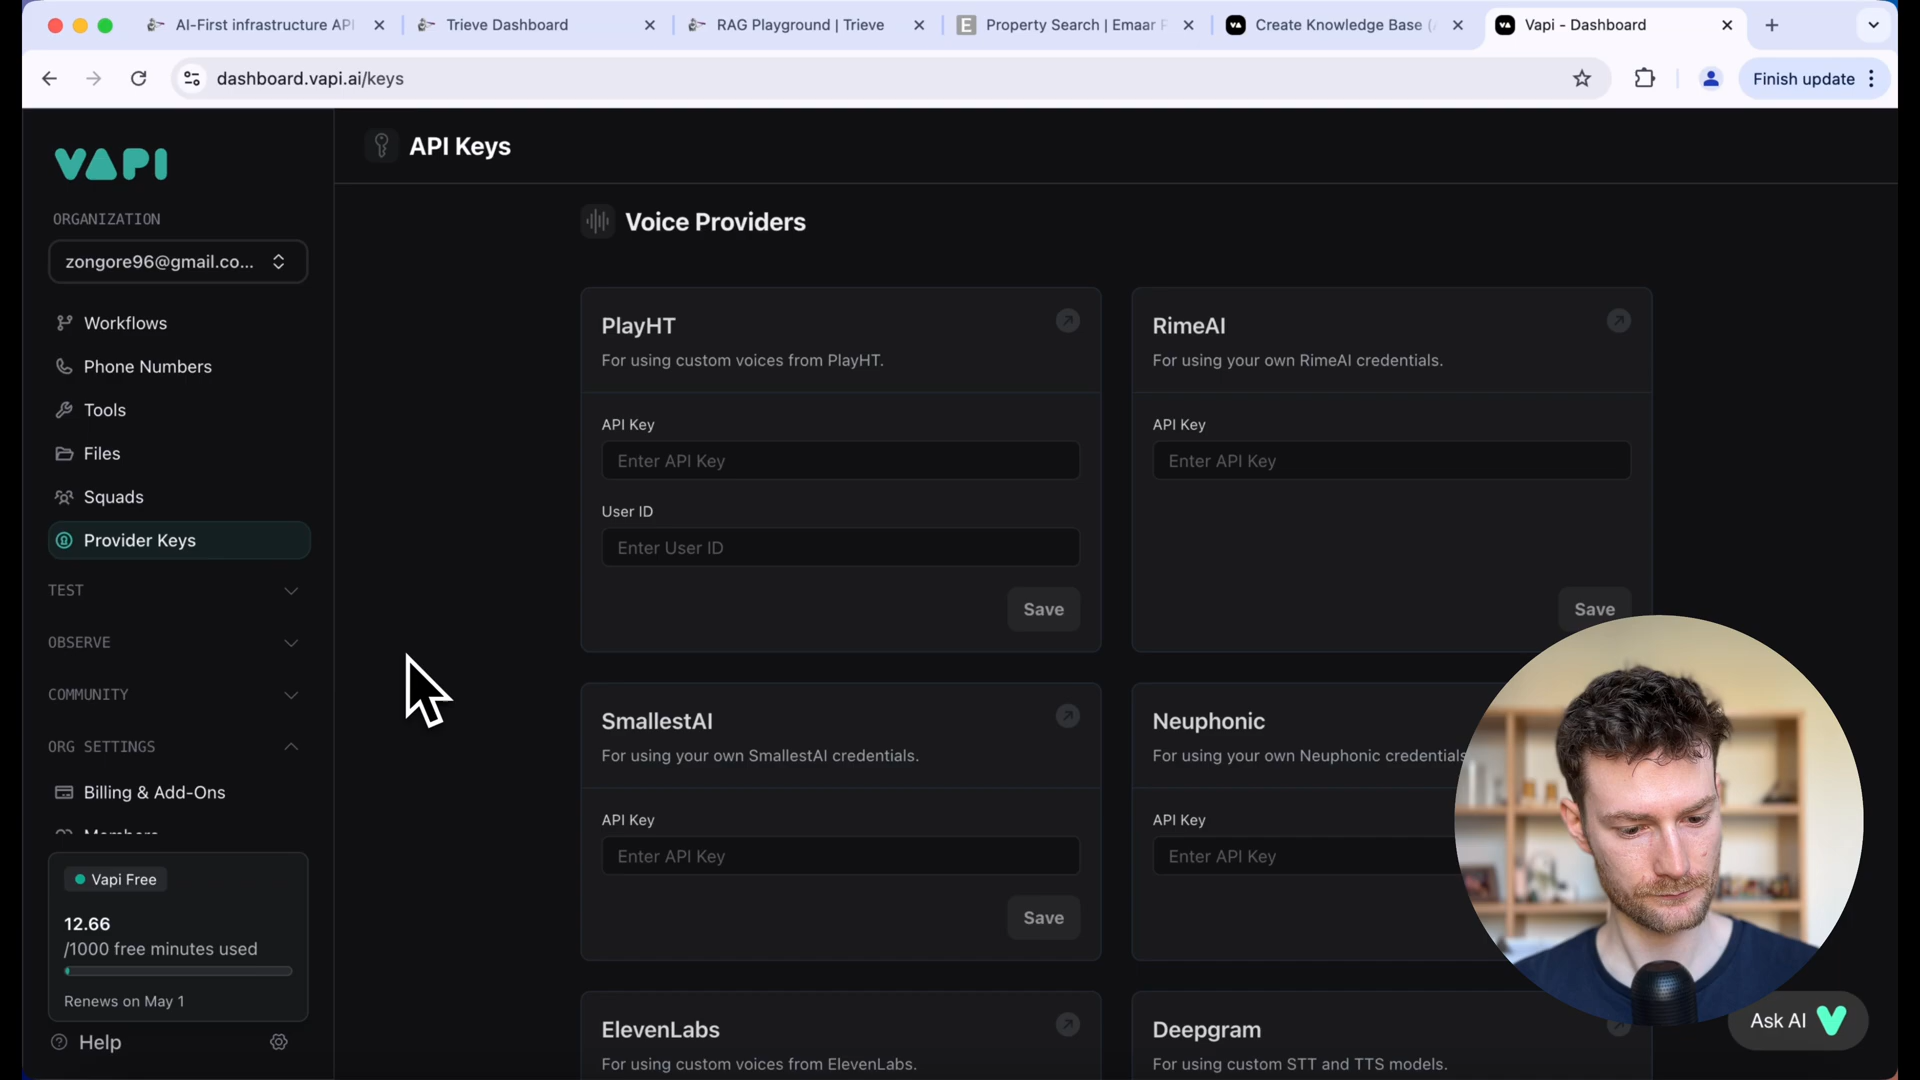 AI-First infrastructure API
Trieve Dashboard
RAG Playground | Trieve
Property Search | Emaar P
Create Knowledge Base (
Vapi - Dashboard
dashboard.vapi.ai/keys
Finish update
VAPI
ORGANIZATION
zongore96@gmail.co...
Workflows
Phone Numbers
Tools
Files
Squads
Provider Keys
TEST
OBSERVE
COMMUNITY
ORG SETTINGS
Billing & Add-Ons
Members
Vapi Free
12.66
/1000 free minutes used
Renews on May 1
Help
API Keys
Voice Providers
PlayHT
For using custom voices from PlayHT.
API Key
Enter API Key
User ID
Enter User ID
Save
RimeAI
For using your own RimeAI credentials.
API Key
Enter API Key
Save
SmallestAI
For using your own SmallestAI credentials.
API Key
Enter API Key
Save
Neuphonic
For using your own Neuphonic credentials
API Key
Enter API Key
ElevenLabs
For using custom voices from ElevenLabs.
Deepgram
For using custom STT and TTS models.
Ask AI